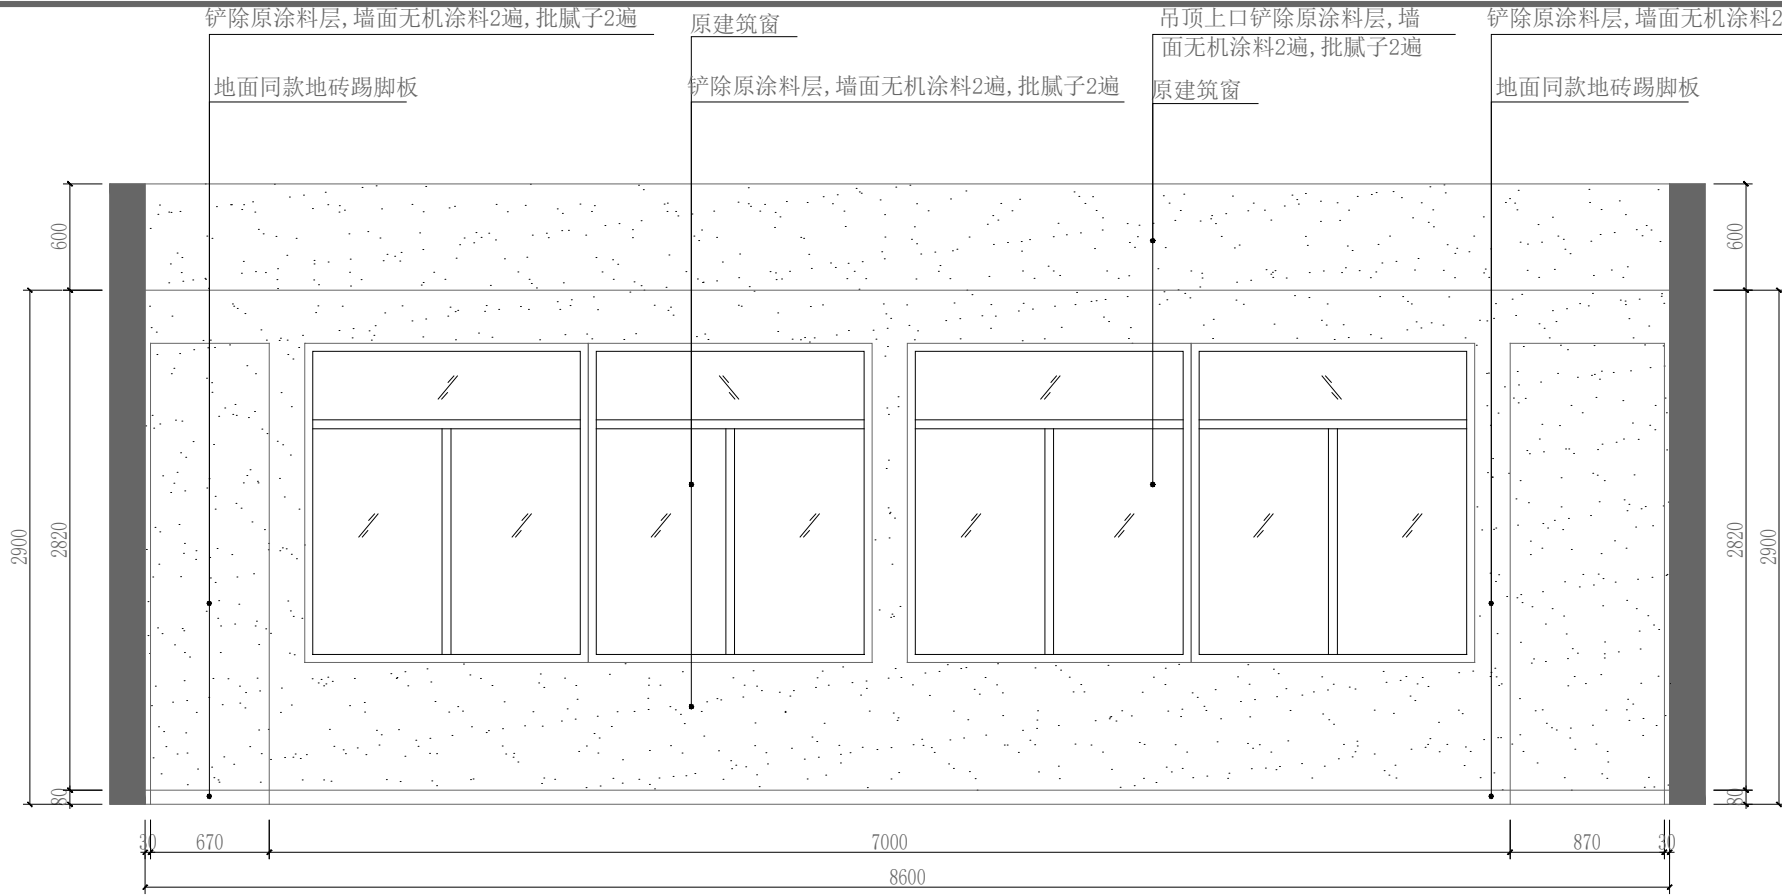 铲除原涂料层,墙面无机涂料2遍,批腻子2遍
原建筑窗
吊顶上口铲除原涂料层,墙
面无机涂料2遍,批腻子2遍
铲除原涂料层,墙面无机涂料2
地面同款地砖踢脚板
铲除原涂料层,墙面无机涂料2遍,批腻子2遍
原建筑窗
地面同款地砖踢脚板
600
600
2900
2820
2820
2900
80
80
30
670
7000
870
30
8600